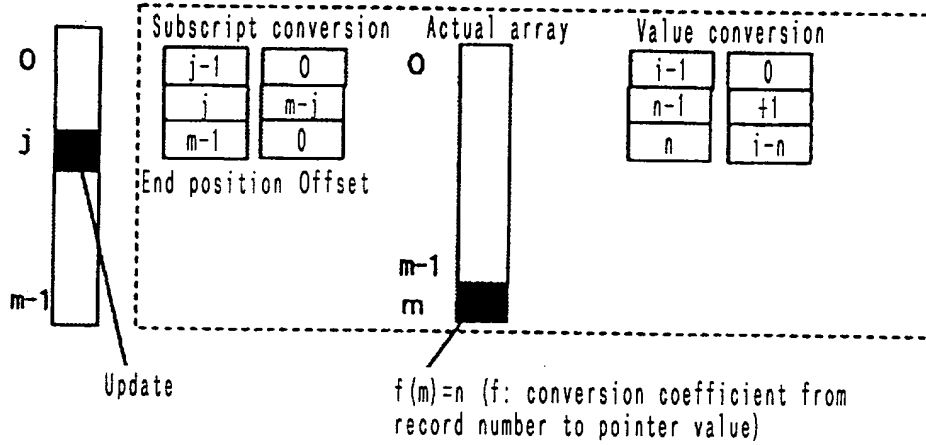 Subscript conversion Actual array Value conversion
0 j-1 0 0 i-1 0
j m-j n-1 +1
j m-1 0 n i-n
End position Offset
m-1
m-1 m
Update
f(m)=n (f: conversion coefficient from
record number to pointer value)